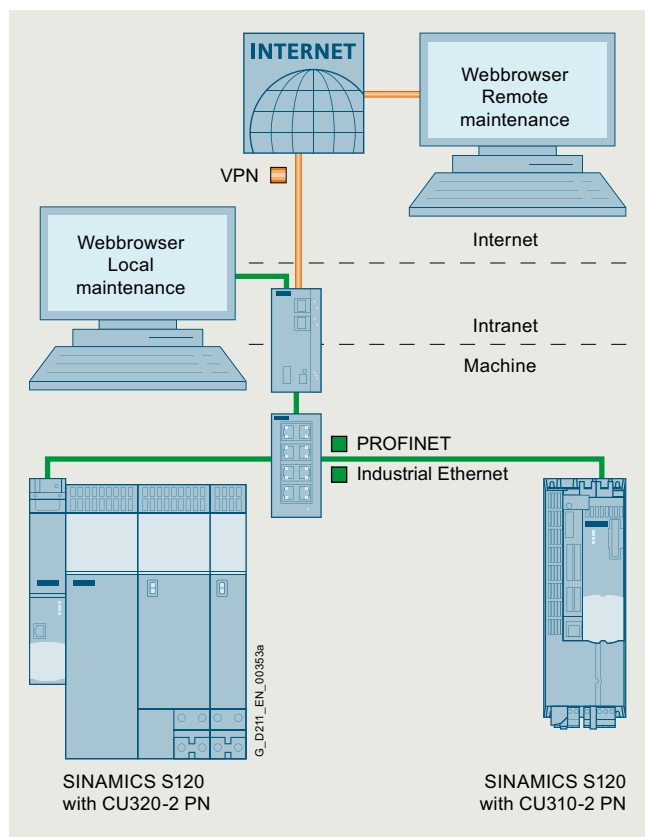 INTERNET
Webbrowser
Remote
maintenance
VPN
Webbrowser
Local
maintenance
Internet
Intranet
Machine
PROFINET
Industrial Ethernet
G_D211_EN_00353a
SINAMICS S120
with CU320-2 PN
SINAMICS S120
with CU310-2 PN